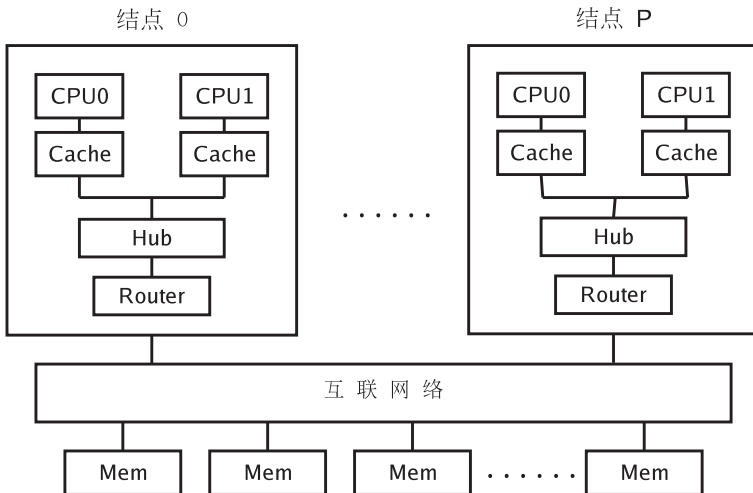 结点 0
结点 P
CPU0 CPU1
CPU0 CPU1
Cache Cache
Cache Cache
......
Hub
Hub
Router
Router
互 联 网 络
Mem Mem Mem ...... Mem